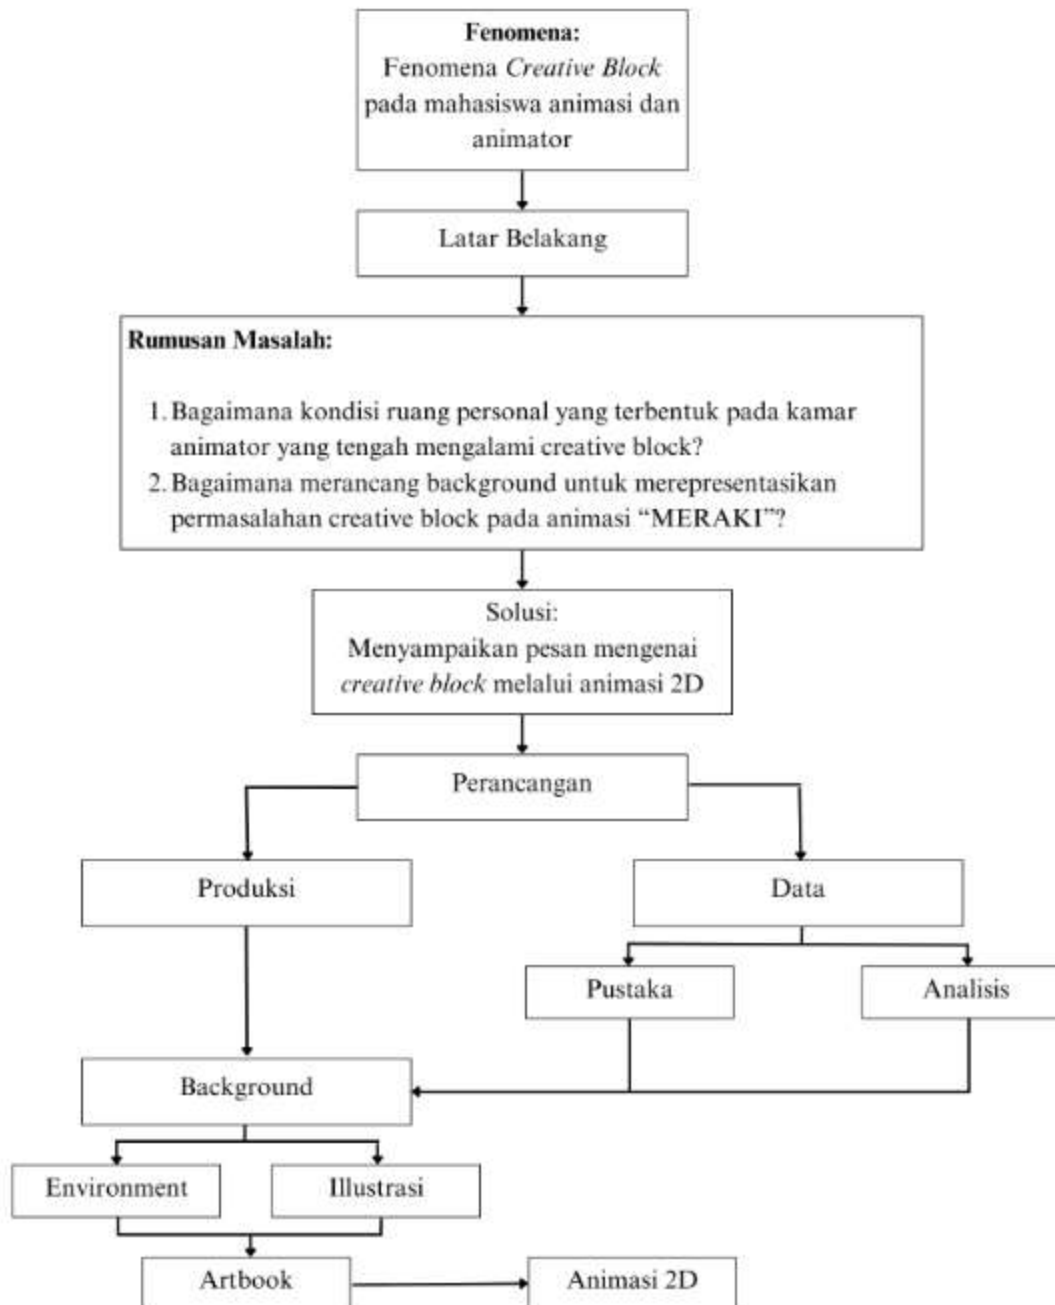 Fenomena:
Fenomena Creative Block
pada mahasiswa animasi dan
animator
Latar Belakang
Rumusan Masalah:
1. Bagaimana kondisi ruang personal yang terbentuk pada kamar
animator yang tengah mengalami creative block?
2. Bagaimana merancang background untuk merepresentasikan
permasalahan creative block pada animasi “MERAKI”?
Solusi:
Menyampaikan pesan mengenai
creative block melalui animasi 2D
Perancangan
Produksi
Data
Pustaka
Analisis
Background
Environment
Illustrasi
Artbook
Animasi 2D